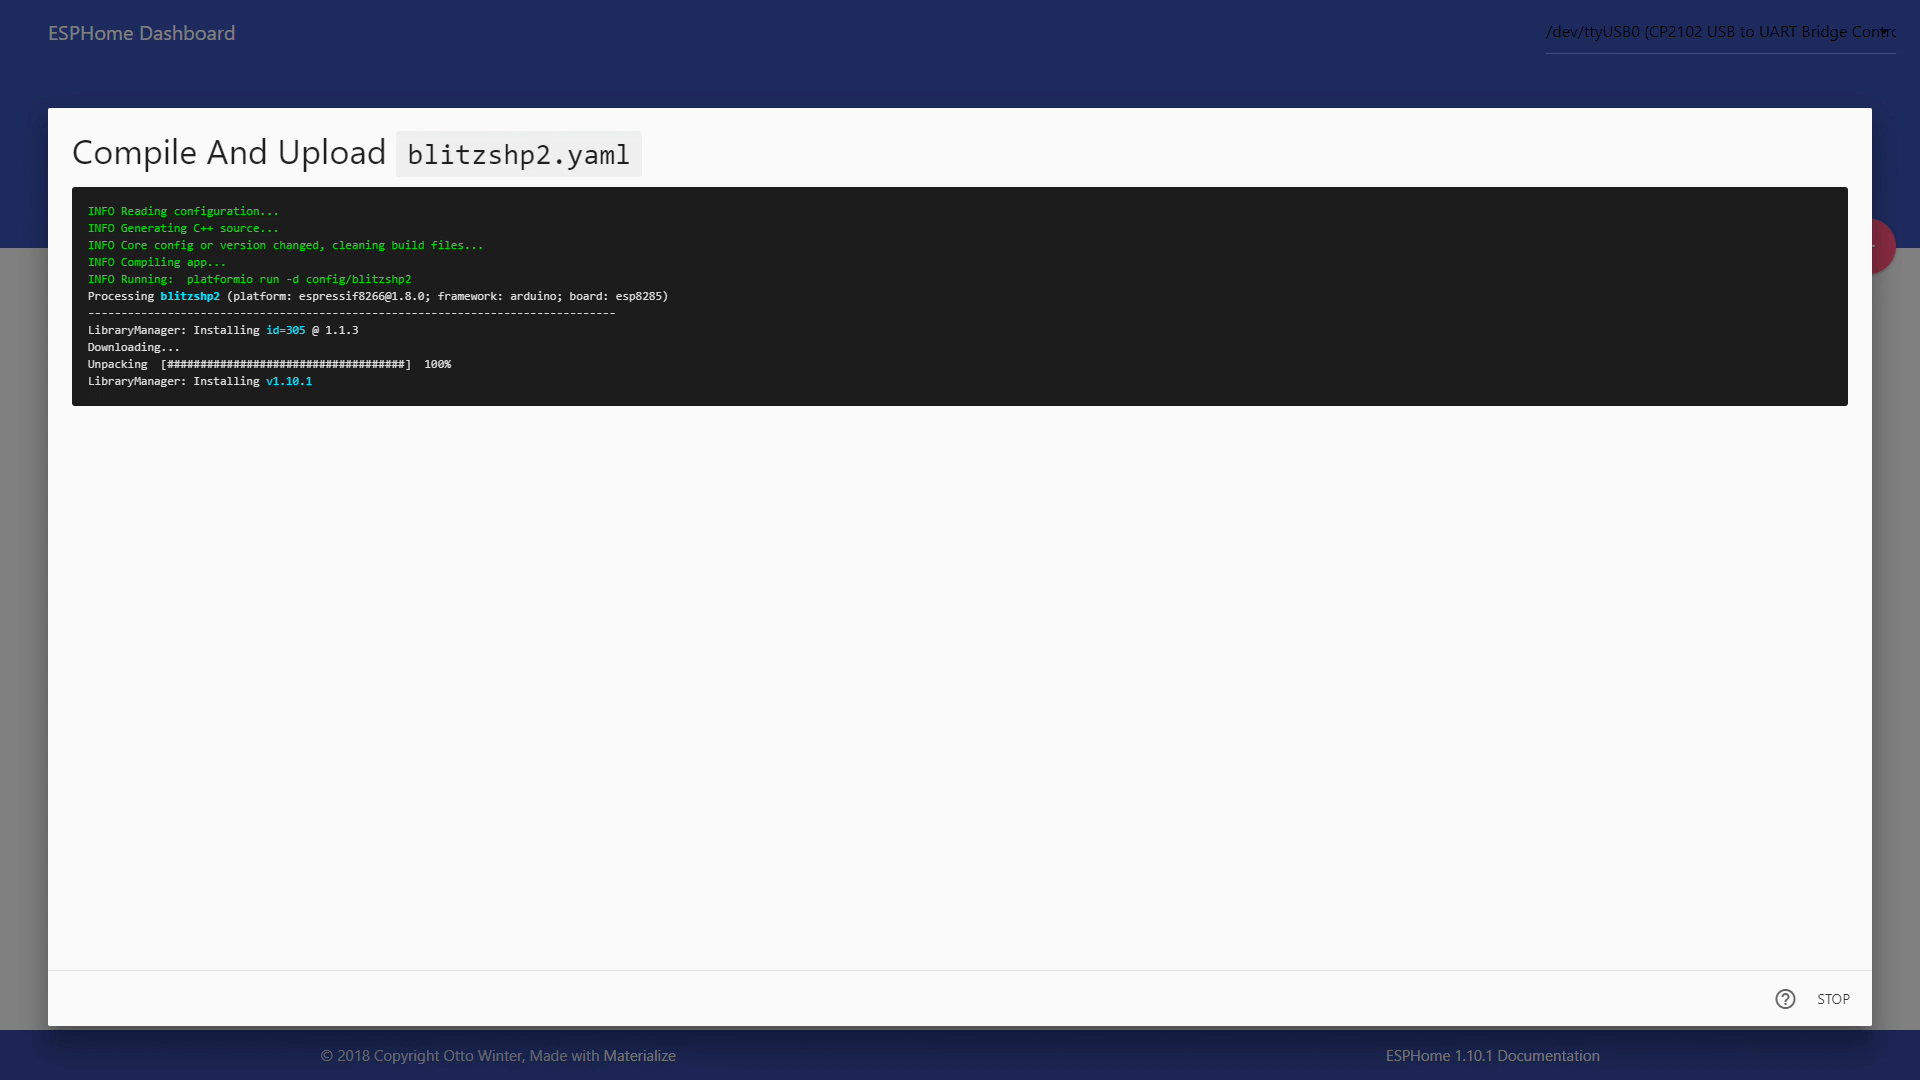 ESPHome Dashboard
/dev/ttyUSB0 (CP2102 USB to UART Bridge Contro
Compile And Upload blitzshp2.yaml
INFO Reading configuration...
INFO Generating C++ source...
INFO Core config or version changed, cleaning build files...
INFO Compiling app...
INFO Running:  platformio run -d config/blitzshp2
Processing blitzshp2 (platform: espressif8266@1.8.0; framework: arduino; board: esp8285)
--------------------------------------------------------------------------------
LibraryManager: Installing id=305 @ 1.1.3
Downloading...
Unpacking  [####################################]  100%
LibraryManager: Installing v1.10.1
STOP
© 2018 Copyright Otto Winter, Made with Materialize
ESPHome 1.10.1 Documentation